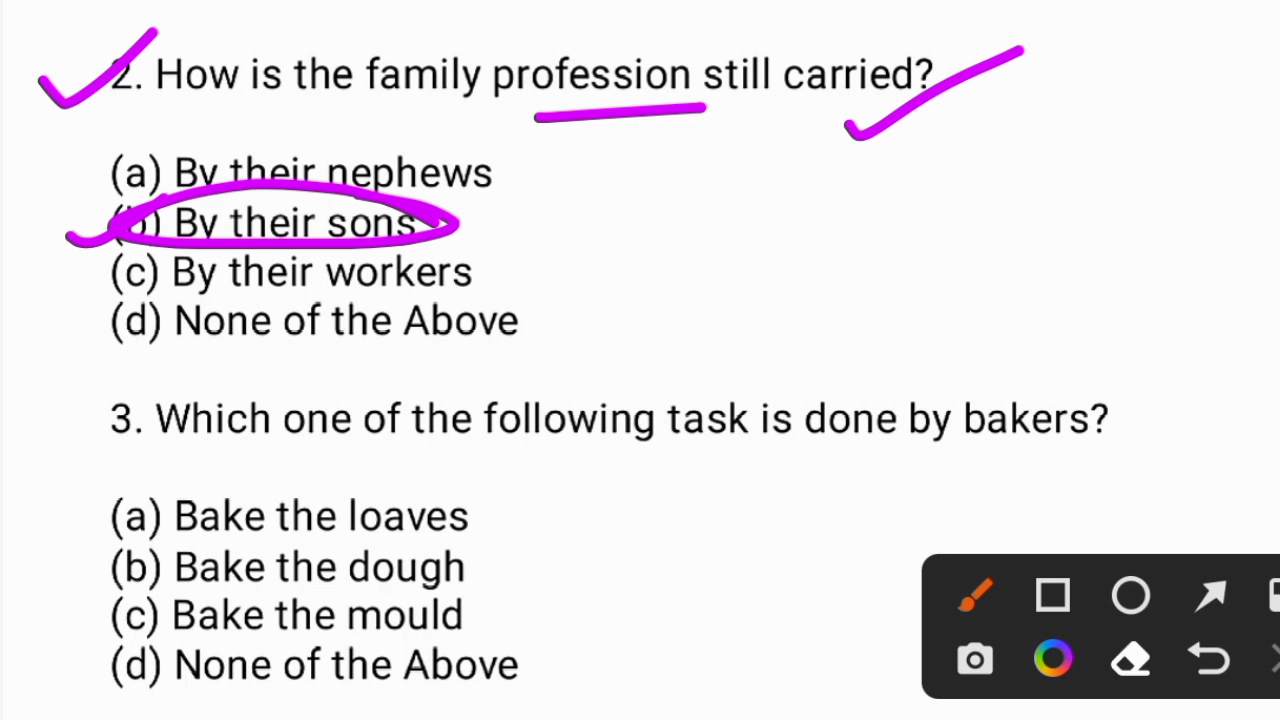 2. How is the family profession still carried?
(a) By their nephews
(b) By their sons
(c) By their workers
(d) None of the Above
3. Which one of the following task is done by bakers?
(a) Bake the loaves
(b) Bake the dough
(c) Bake the mould
(d) None of the Above